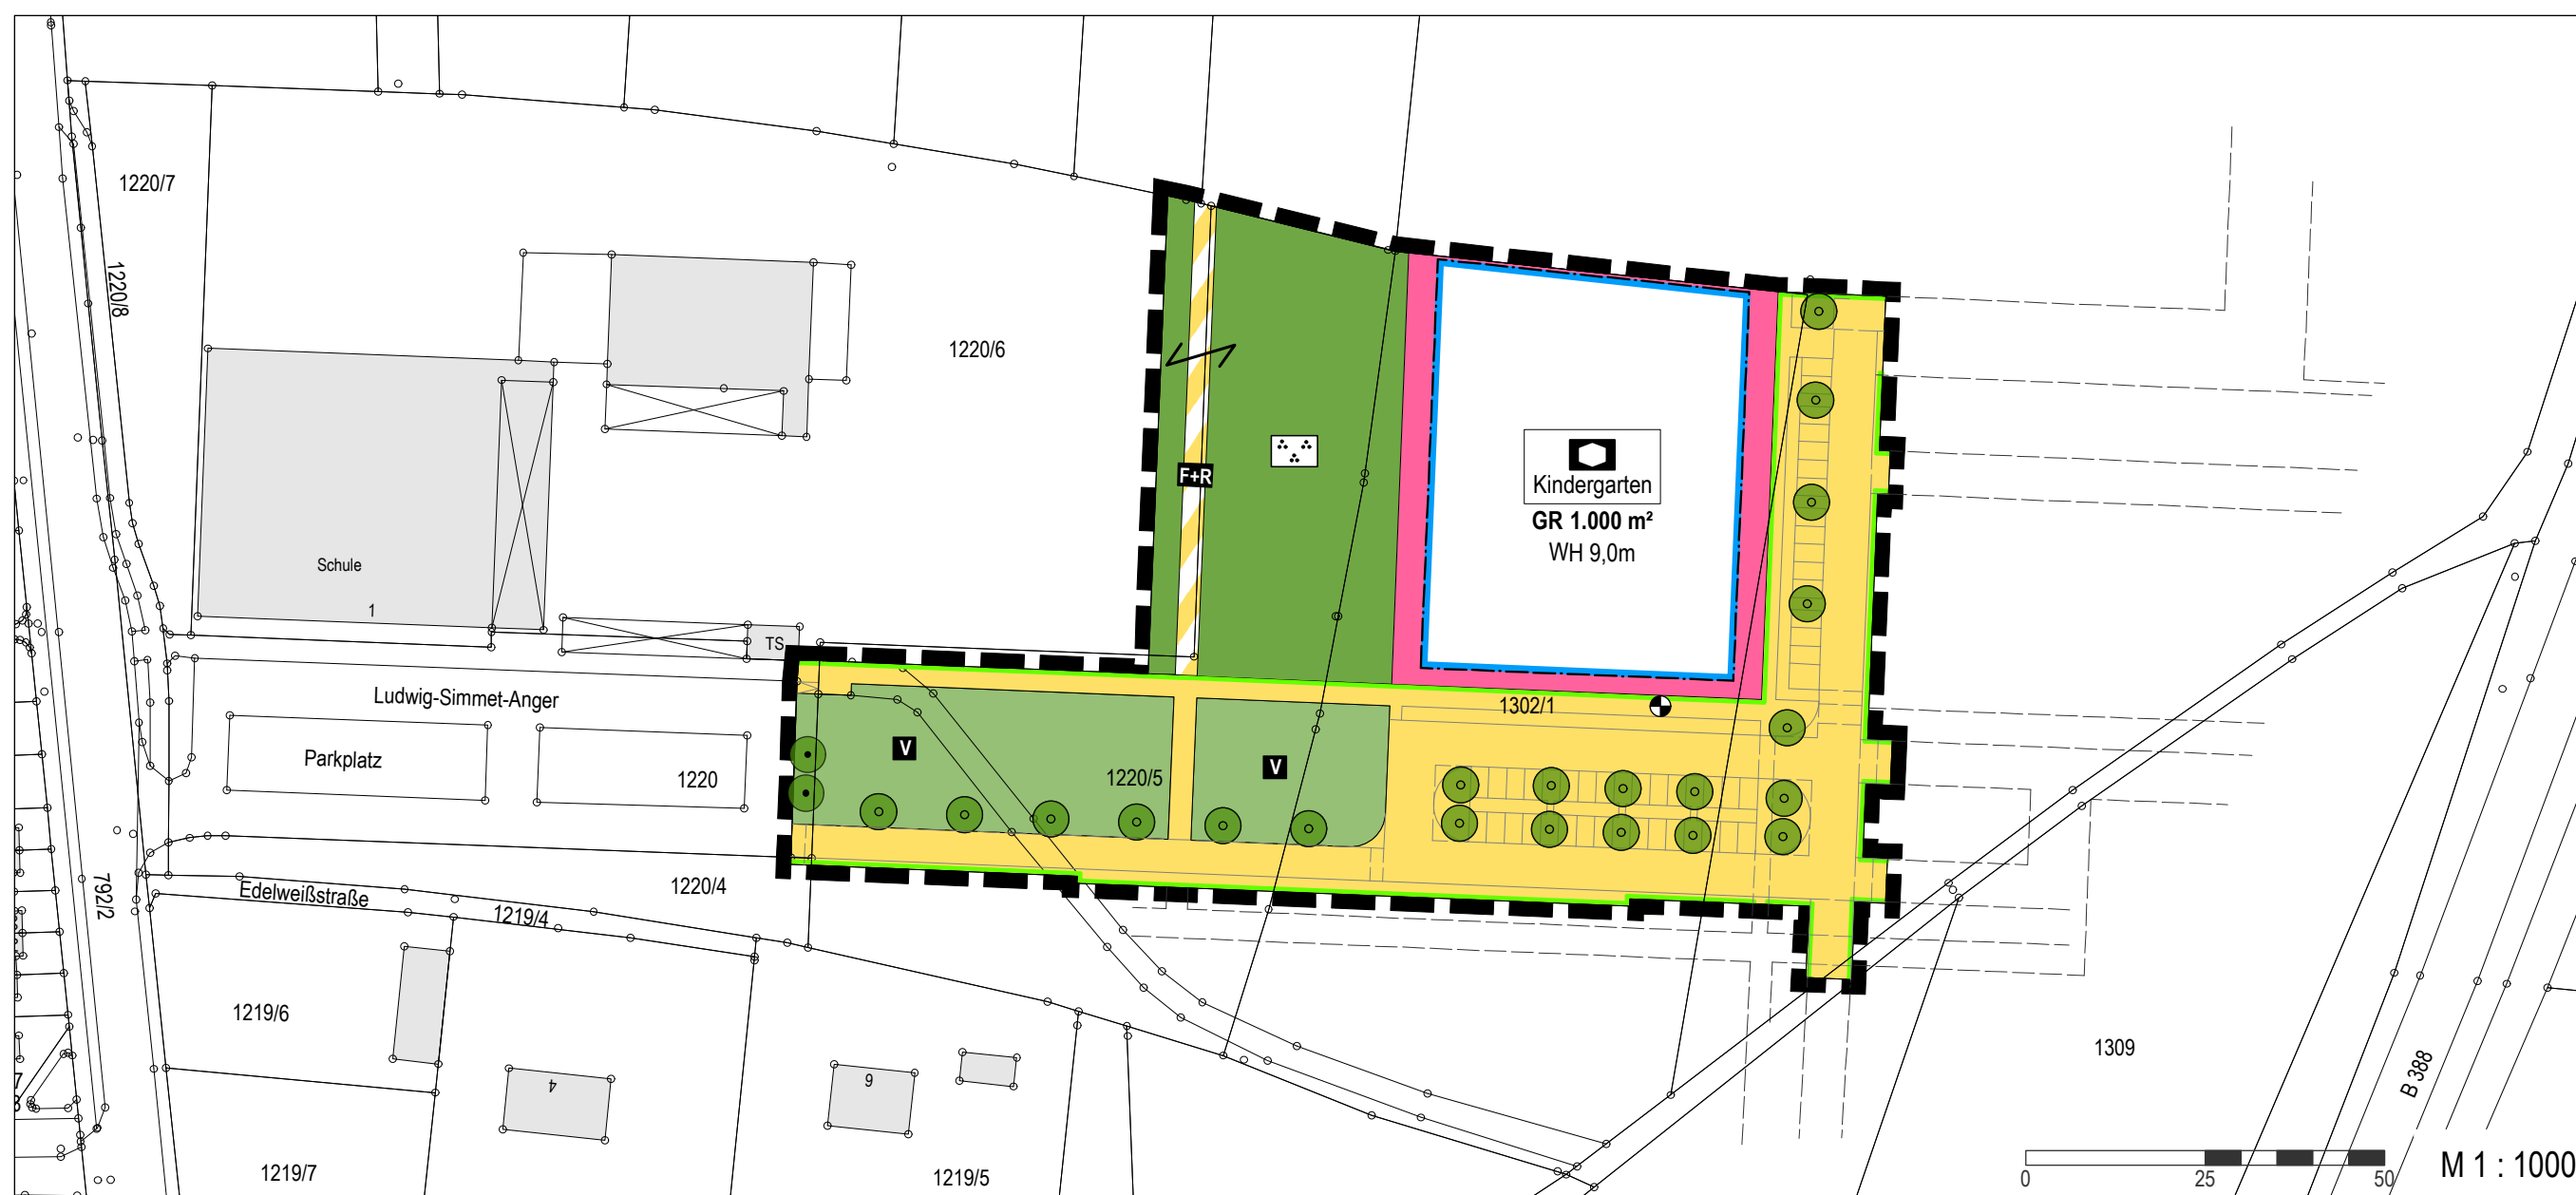 1220/7
1220/8
1220/6
F+R
Kindergarten
GR 1.000 m²
WH 9,0m
Schule
1
TS
Ludwig-Simmet-Anger
1302/1
Parkplatz
V
V
1220
1220/5
792/2
Edelweißstraße
1220/4
1219/4
1219/6
4
6
1309
B 388
1219/7
1219/5
0
25
50
M 1 : 1000